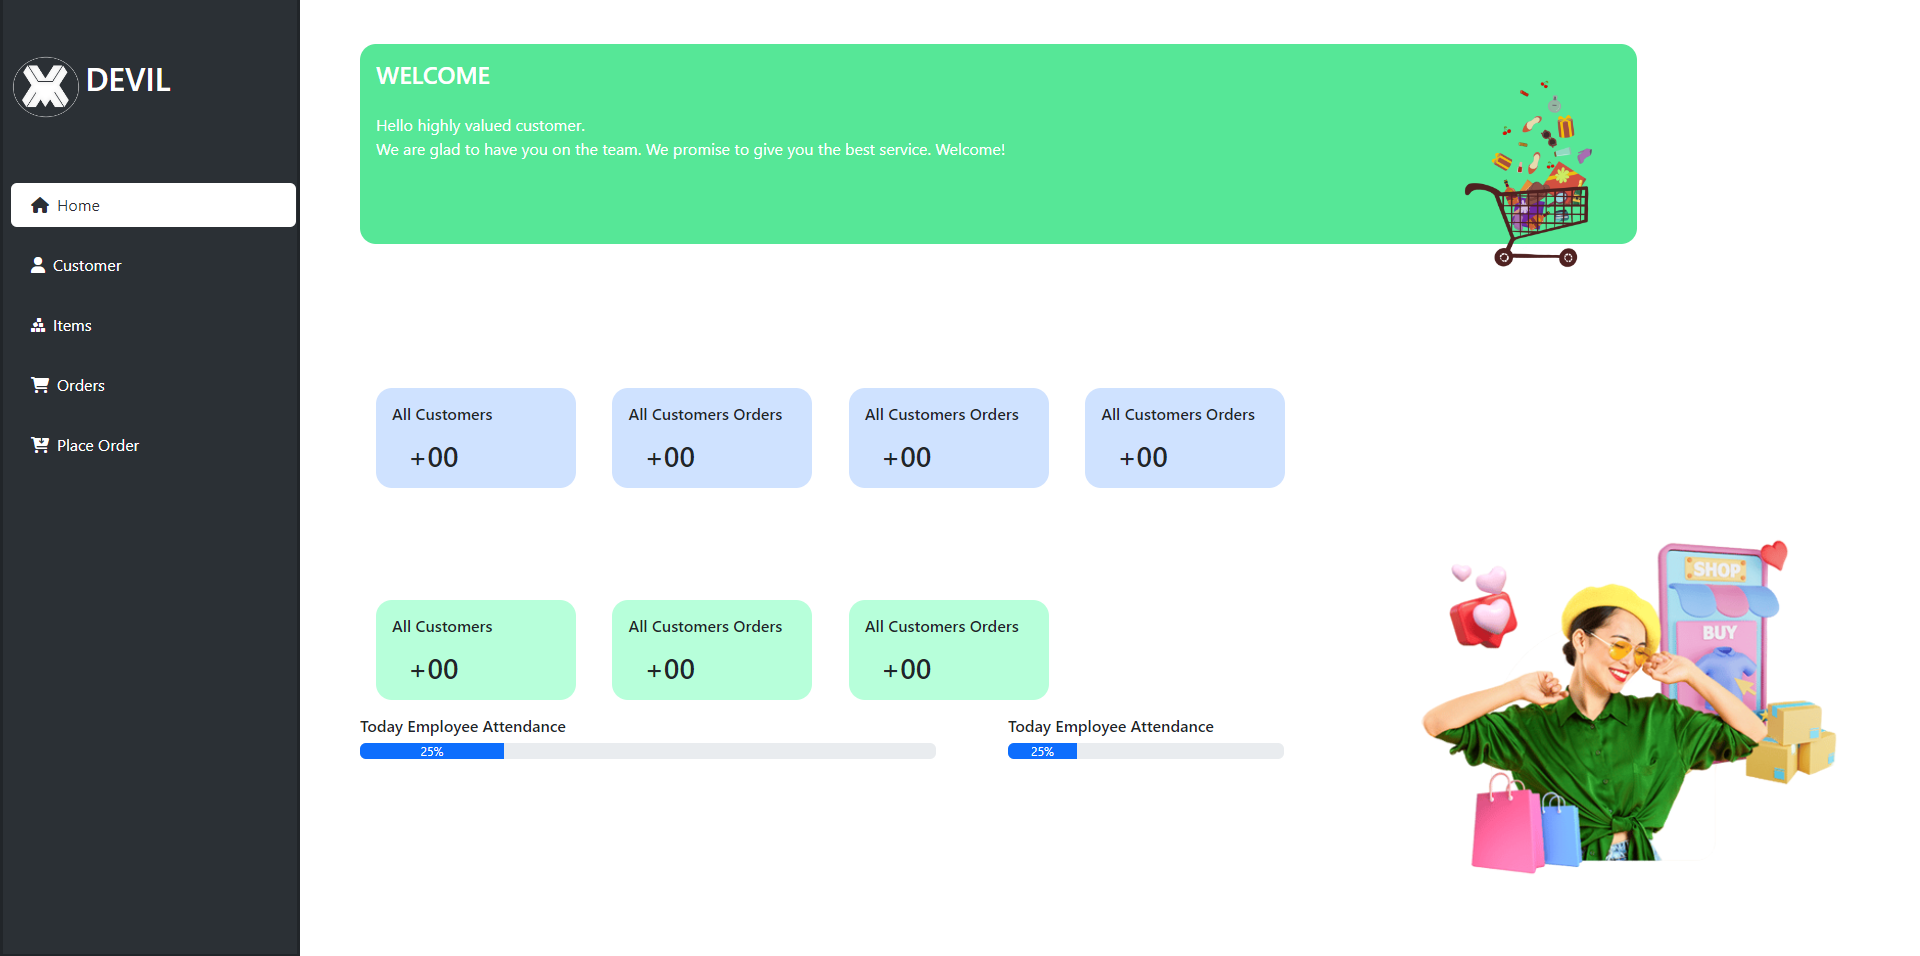 DEVIL
Home
Customer
Items
Orders
Place Order
WELCOME
Hello highly valued customer.
We are glad to have you on the team. We promise to give you the best service. Welcome!
All Customers
+00
All Customers Orders
+00
All Customers Orders
+00
All Customers Orders
+00
All Customers
+00
All Customers Orders
+00
All Customers Orders
+00
Today Employee Attendance
25%
Today Employee Attendance
25%
SHOP
BUY